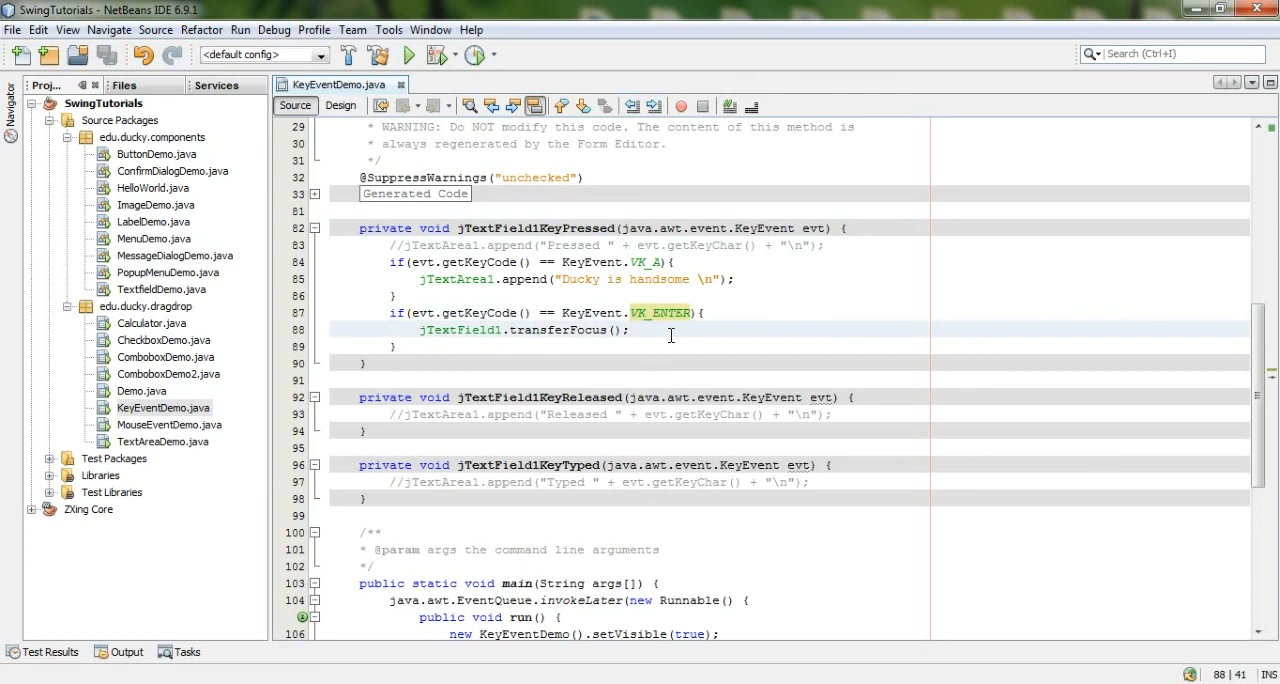 SwingTutorials - NetBeans IDE 6.9.1
File Edit View Navigate Source Refactor Run Debug Profile Team Tools Window Help
<default config>
Search (Ctrl+I)
Proj... Files Services
Navigator
SwingTutorials
Source Packages
edu.ducky.components
ButtonDemo.java
ConfirmDialogDemo.java
HelloWorld.java
ImageDemo.java
LabelDemo.java
MenuDemo.java
MessageDialogDemo.java
PopupMenuDemo.java
TextfieldDemo.java
edu.ducky.dragdrop
Calculator.java
CheckboxDemo.java
ComboboxDemo.java
ComboboxDemo2.java
Demo.java
KeyEventDemo.java
MouseEventDemo.java
TextAreaDemo.java
Test Packages
Libraries
Test Libraries
ZXing Core
KeyEventDemo.java
Source Design
29 * WARNING: Do NOT modify this code. The content of this method is
30 * always regenerated by the Form Editor.
31 */
32 @SuppressWarnings("unchecked")
33 Generated Code
81
82 private void jTextField1KeyPressed(java.awt.event.KeyEvent evt) {
83 //jTextArea1.append("Pressed " + evt.getKeyChar() + "\n");
84 if(evt.getKeyCode() == KeyEvent.VK_A){
85 jTextArea1.append("Ducky is handsome \n");
86 }
87 if(evt.getKeyCode() == KeyEvent.VK_ENTER){
88 jTextField1.transferFocus();
89 }
90 }
91
92 private void jTextField1KeyReleased(java.awt.event.KeyEvent evt) {
93 //jTextArea1.append("Released " + evt.getKeyChar() + "\n");
94 }
95
96 private void jTextField1KeyTyped(java.awt.event.KeyEvent evt) {
97 //jTextArea1.append("Typed " + evt.getKeyChar() + "\n");
98 }
99
100 /**
101 * @param args the command line arguments
102 */
103 public static void main(String args[]) {
104 java.awt.EventQueue.invokeLater(new Runnable() {
public void run() {
106 new KeyEventDemo().setVisible(true);
Test Results Output Tasks
88 | 41 INS